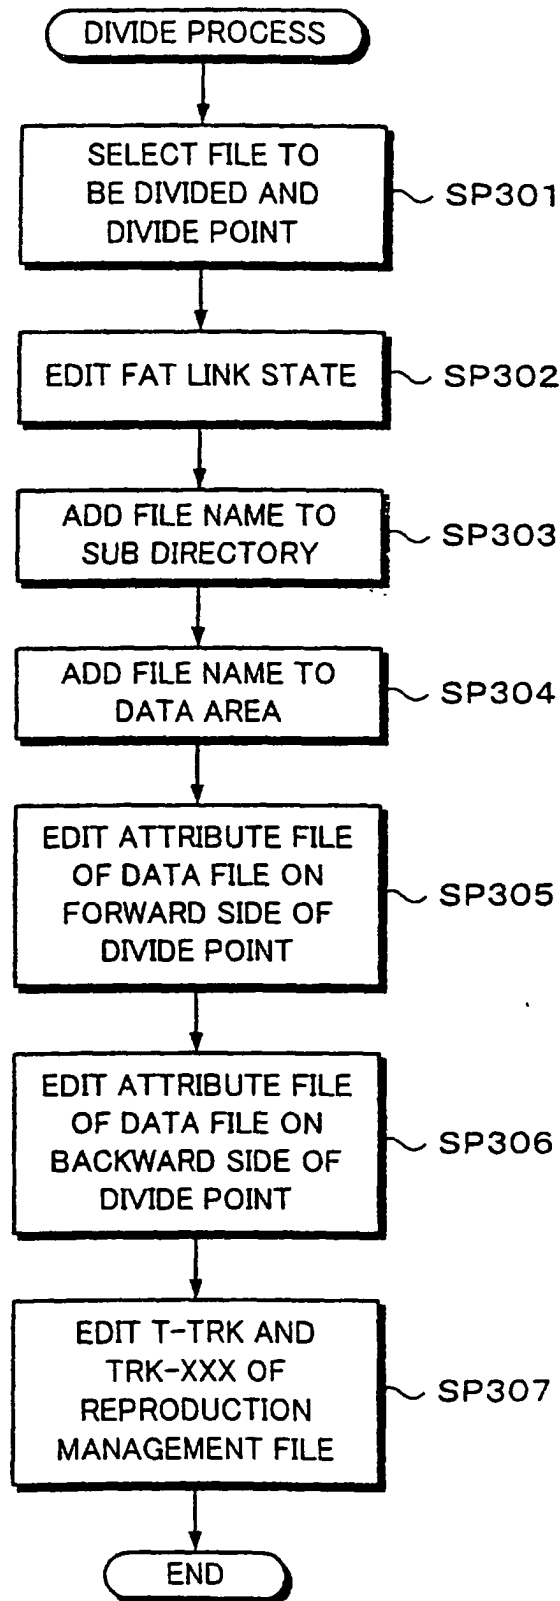 DIVIDE PROCESS
SELECT FILE TO
BE DIVIDED AND
DIVIDE POINT
SP301
EDIT FAT LINK STATE
SP302
ADD FILE NAME TO
SUB DIRECTORY
SP303
ADD FILE NAME TO
DATA AREA
SP304
EDIT ATTRIBUTE FILE
OF DATA FILE ON
FORWARD SIDE OF
DIVIDE POINT
SP305
EDIT ATTRIBUTE FILE
OF DATA FILE ON
BACKWARD SIDE OF
DIVIDE POINT
SP306
EDIT T-TRK AND
TRK-XXX OF
REPRODUCTION
MANAGEMENT FILE
SP307
END